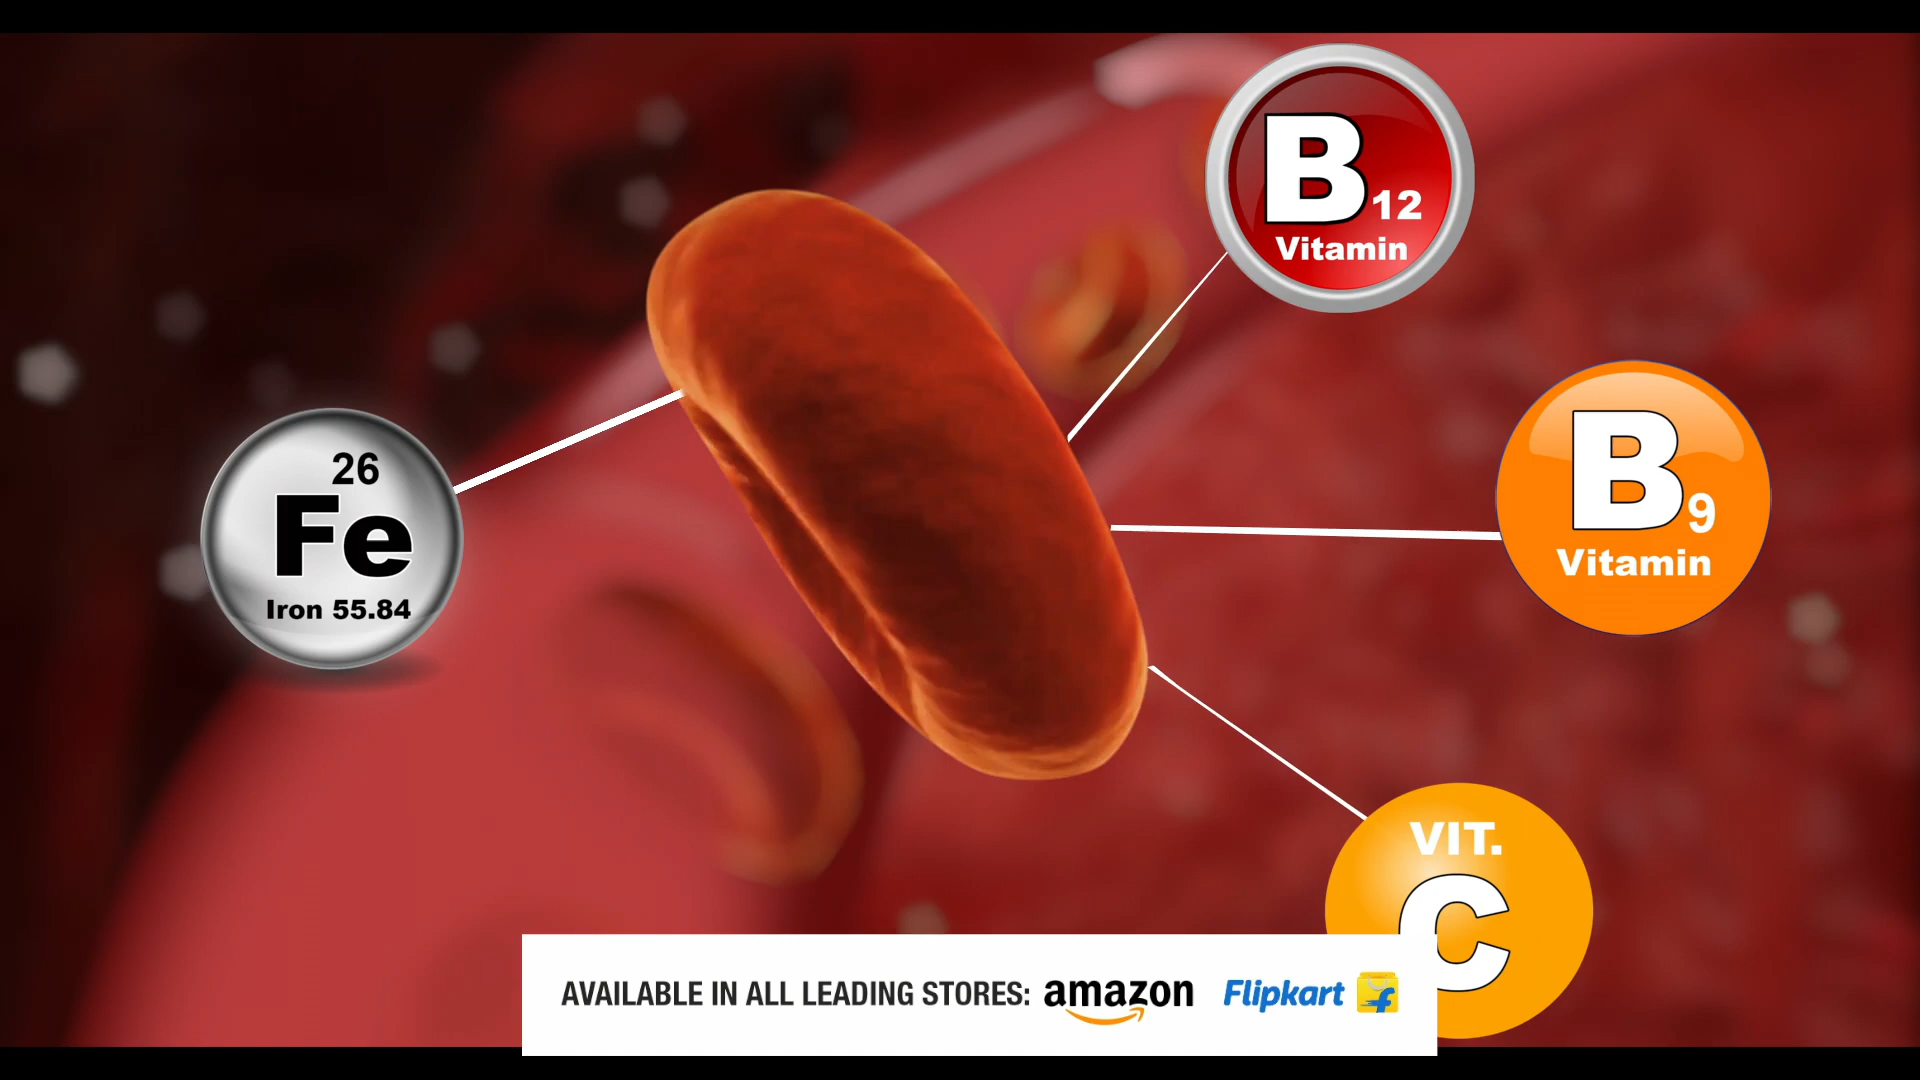 B12
Vitamin
26
Fe
Iron 55.84
B9
Vitamin
VIT.
C
AVAILABLE IN ALL LEADING STORES: amazon Flipkart